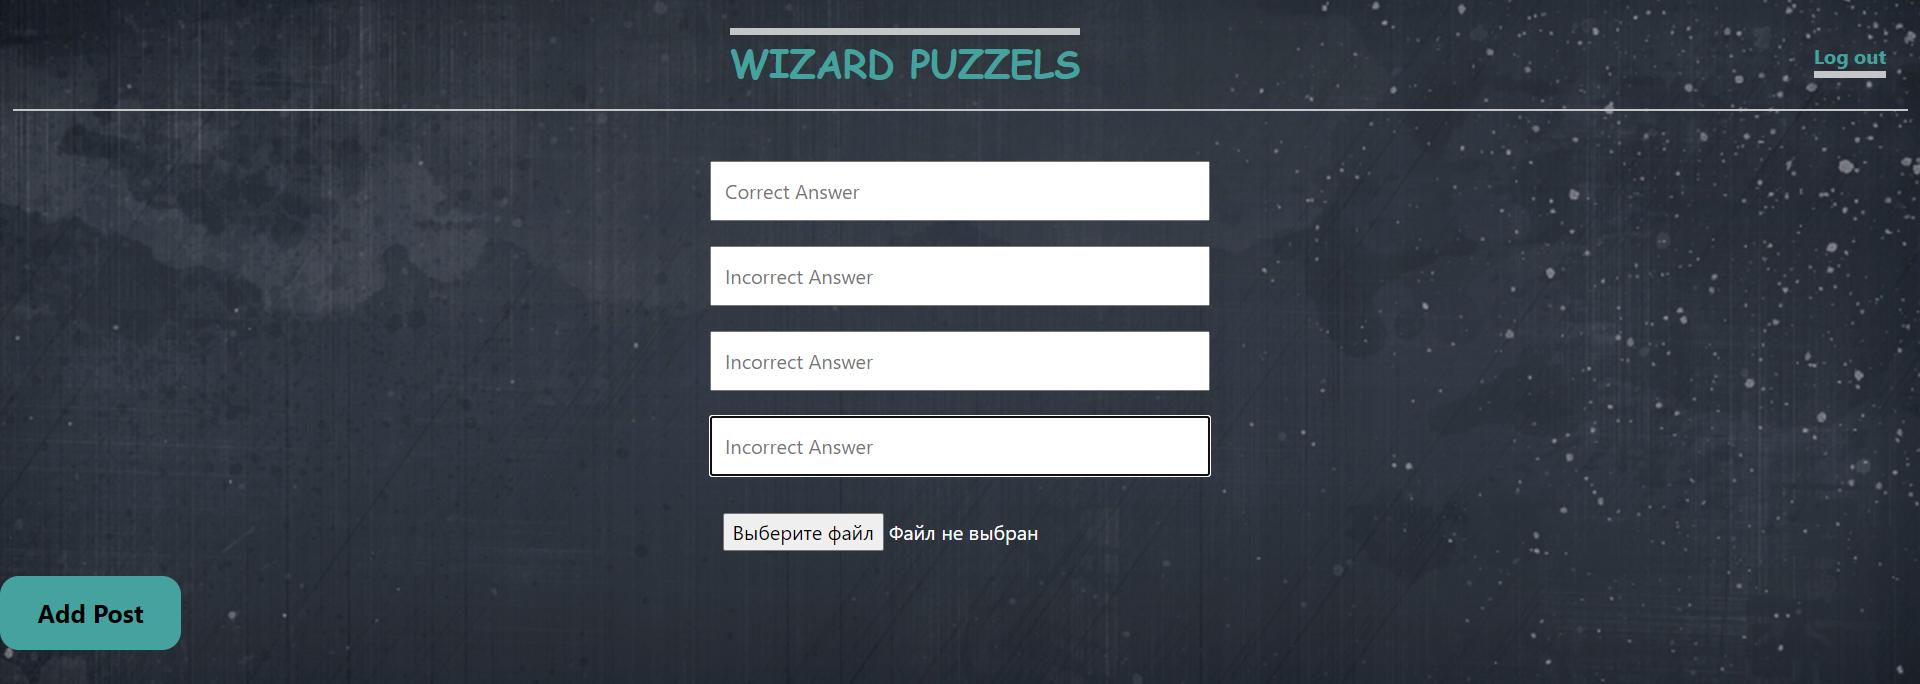 WIZARD PUZZELS
Log out
Correct Answer
Incorrect Answer
Incorrect Answer
Incorrect Answer
Выберите файл Файл не выбран
Add Post